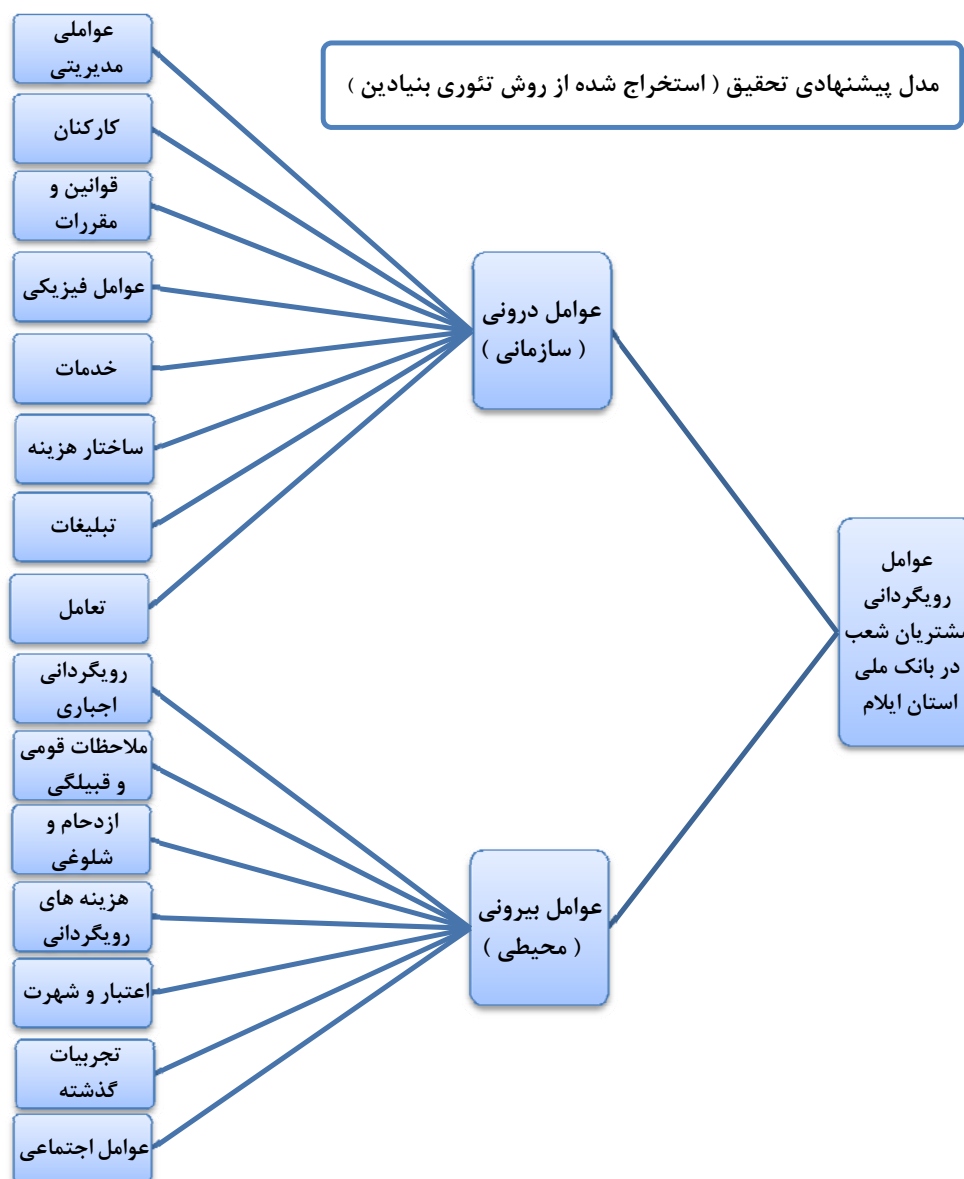 مدل پیشنهادی تحقیق ( استخراج شده از روش تئوری بنیادین )
عوامل
رویگردانی
مشتریان شعب
در بانک ملی
استان ایلام
عوامل درونی
( سازمانی )
عواملی
مدیریتی
کارکنان
قوانین و
مقررات
عوامل فیزیکی
خدمات
ساختار هزینه
تبلیغات
تعامل
عوامل بیرونی
( محیطی )
رویگردانی
اجباری
ملاحظات قومی
و قبیلگی
ازدحام و
شلوغی
هزینه های
رویگردانی
اعتبار و شهرت
تجربیات
گذشته
عوامل اجتماعی